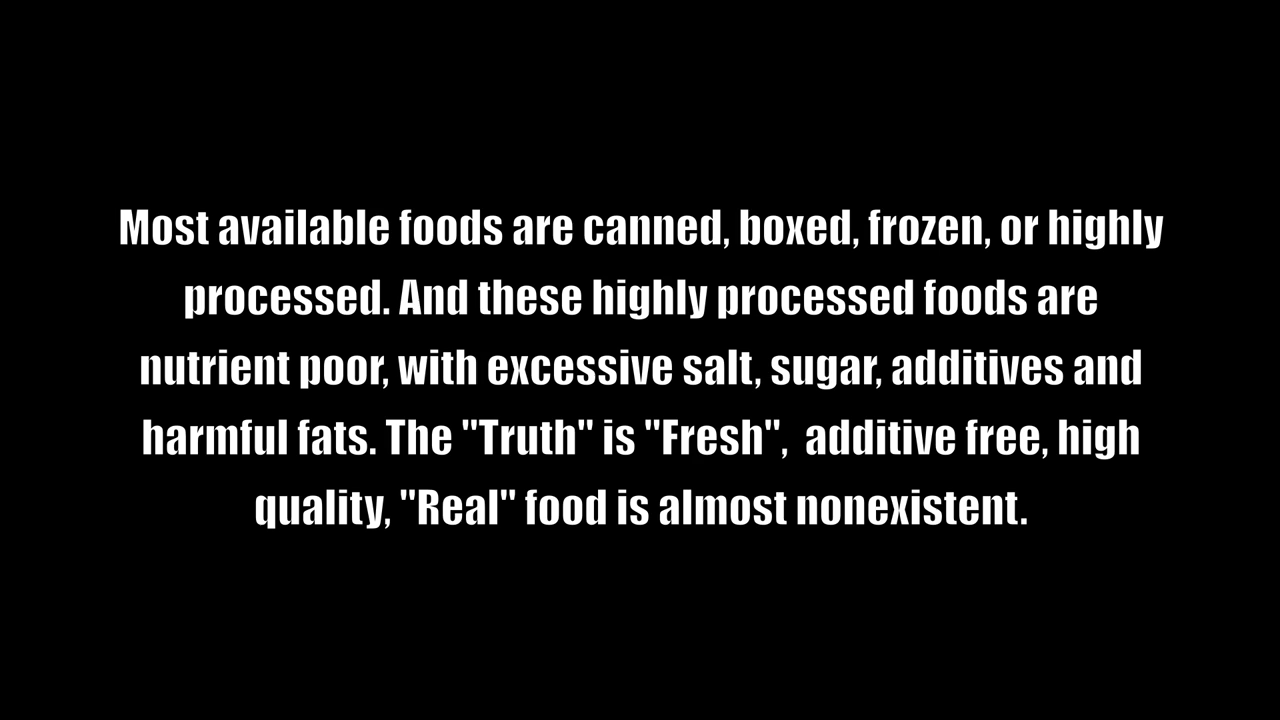 Most available foods are canned, boxed, frozen, or highly
processed. And these highly processed foods are
nutrient poor, with excessive salt, sugar, additives and
harmful fats. The "Truth" is "Fresh",  additive free, high
quality, "Real" food is almost nonexistent.